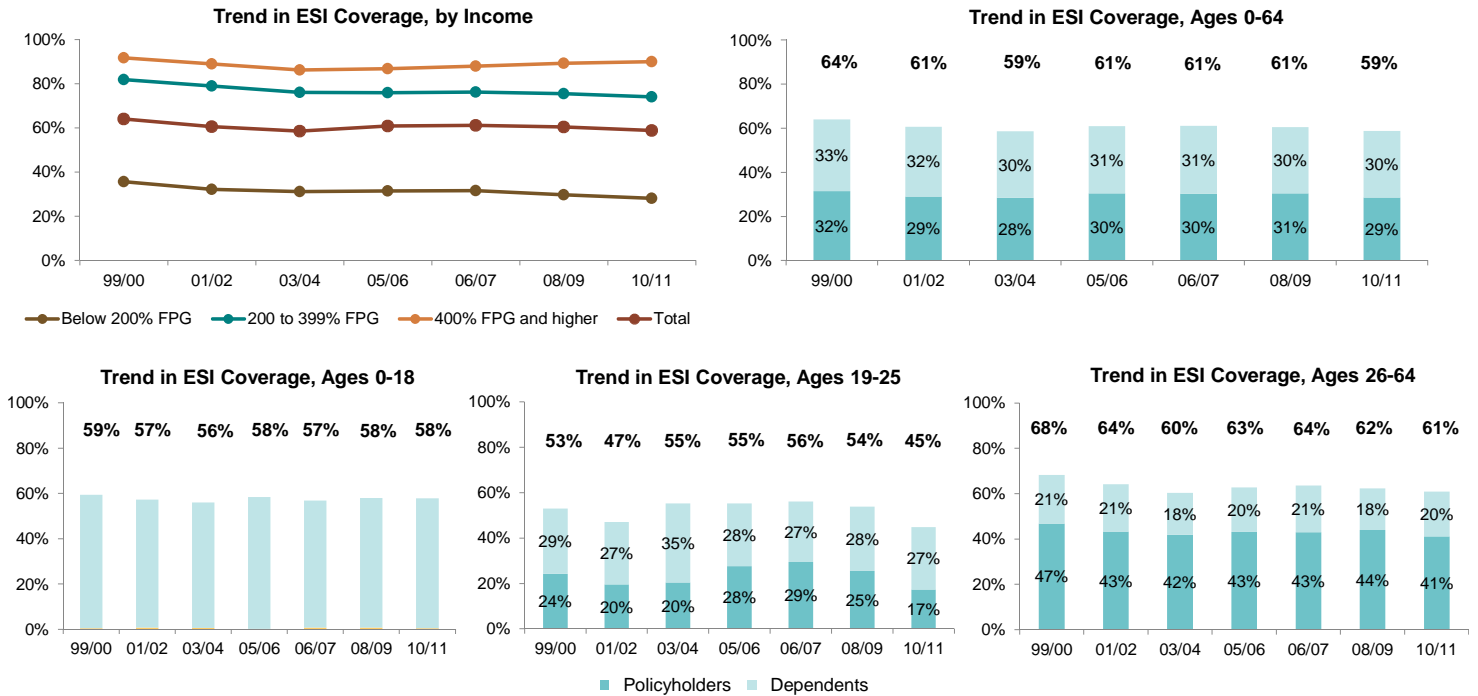 Trend in ESI Coverage, by Income
100%
80%
60%
40%
20%
0%
99/00 01/02 03/04 05/06 06/07 08/09 10/11
Below 200% FPG 200 to 399% FPG 400% FPG and higher Total
Trend in ESI Coverage, Ages 0-64
100%
80%
60%
40%
20%
0%
64% 61% 59% 61% 61% 61% 59%
33% 32% 30% 31% 31% 30% 30%
32% 29% 28% 30% 30% 31% 29%
99/00 01/02 03/04 05/06 06/07 08/09 10/11
Trend in ESI Coverage, Ages 0-18
100%
80%
60%
40%
20%
0%
59% 57% 56% 58% 57% 58% 58%
99/00 01/02 03/04 05/06 06/07 08/09 10/11
Trend in ESI Coverage, Ages 19-25
100%
80%
60%
40%
20%
0%
53% 47% 55% 55% 56% 54% 45%
29% 27% 35% 28% 27% 28% 27%
24% 20% 20% 28% 29% 25% 17%
99/00 01/02 03/04 05/06 06/07 08/09 10/11
Trend in ESI Coverage, Ages 26-64
100%
80%
60%
40%
20%
0%
68% 64% 60% 63% 64% 62% 61%
21% 21% 18% 20% 21% 18% 20%
47% 43% 42% 43% 43% 44% 41%
99/00 01/02 03/04 05/06 06/07 08/09 10/11
Policyholders Dependents